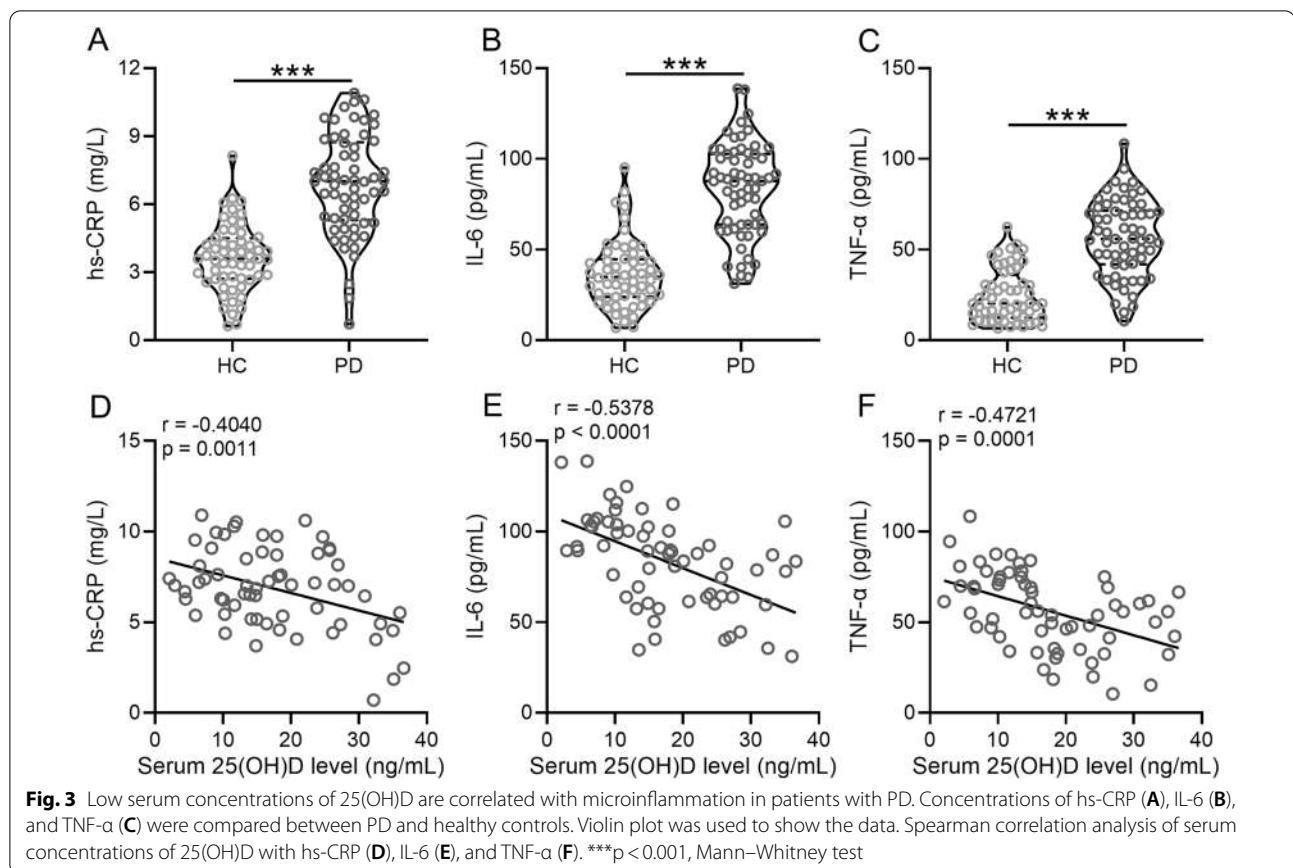 A
B
C
12
9
6
3
0
hs-CRP (mg/L)
***
HC
PD
150
100
50
0
IL-6 (pg/mL)
***
HC
PD
150
100
50
0
TNF-α (pg/mL)
***
HC
PD
D
r = -0.4040
p = 0.0011
15
10
5
0
hs-CRP (mg/L)
0 10 20 30 40
Serum 25(OH)D level (ng/mL)
E
r = -0.5378
p < 0.0001
150
100
50
0
IL-6 (pg/mL)
0 10 20 30 40
Serum 25(OH)D level (ng/mL)
F
r = -0.4721
p = 0.0001
150
100
50
0
TNF-α (pg/mL)
0 10 20 30 40
Serum 25(OH)D level (ng/mL)
Fig. 3 Low serum concentrations of 25(OH)D are correlated with microinflammation in patients with PD. Concentrations of hs-CRP (A), IL-6 (B),
and TNF-α (C) were compared between PD and healthy controls. Violin plot was used to show the data. Spearman correlation analysis of serum
concentrations of 25(OH)D with hs-CRP (D), IL-6 (E), and TNF-α (F). ***p < 0.001, Mann–Whitney test